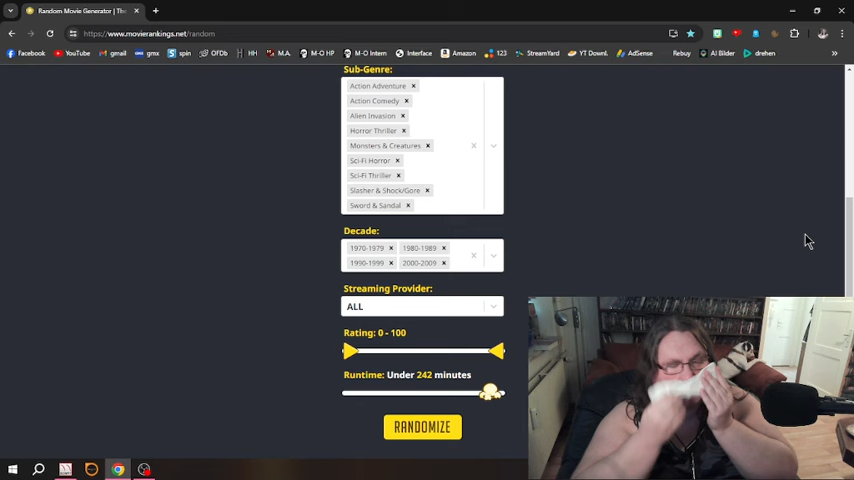 Random Movie Generator | The
https://www.movierankings.net/random
Facebook YouTube gmail gmx spin OFDb HH M.A. M-O HP M-O Intern Interface Amazon 123 StreamYard YT Downl. AdSense Rebuy AI Bilder drehen
Sub-Genre:
Action Adventure
Action Comedy
Alien Invasion
Horror Thriller
Monsters & Creatures
Sci-Fi Horror
Sci-Fi Thriller
Slasher & Shock/Gore
Sword & Sandal
Decade:
1970-1979 1980-1989
1990-1999 2000-2009
Streaming Provider:
ALL
Rating: 0 - 100
Runtime: Under 242 minutes
RANDOMIZE